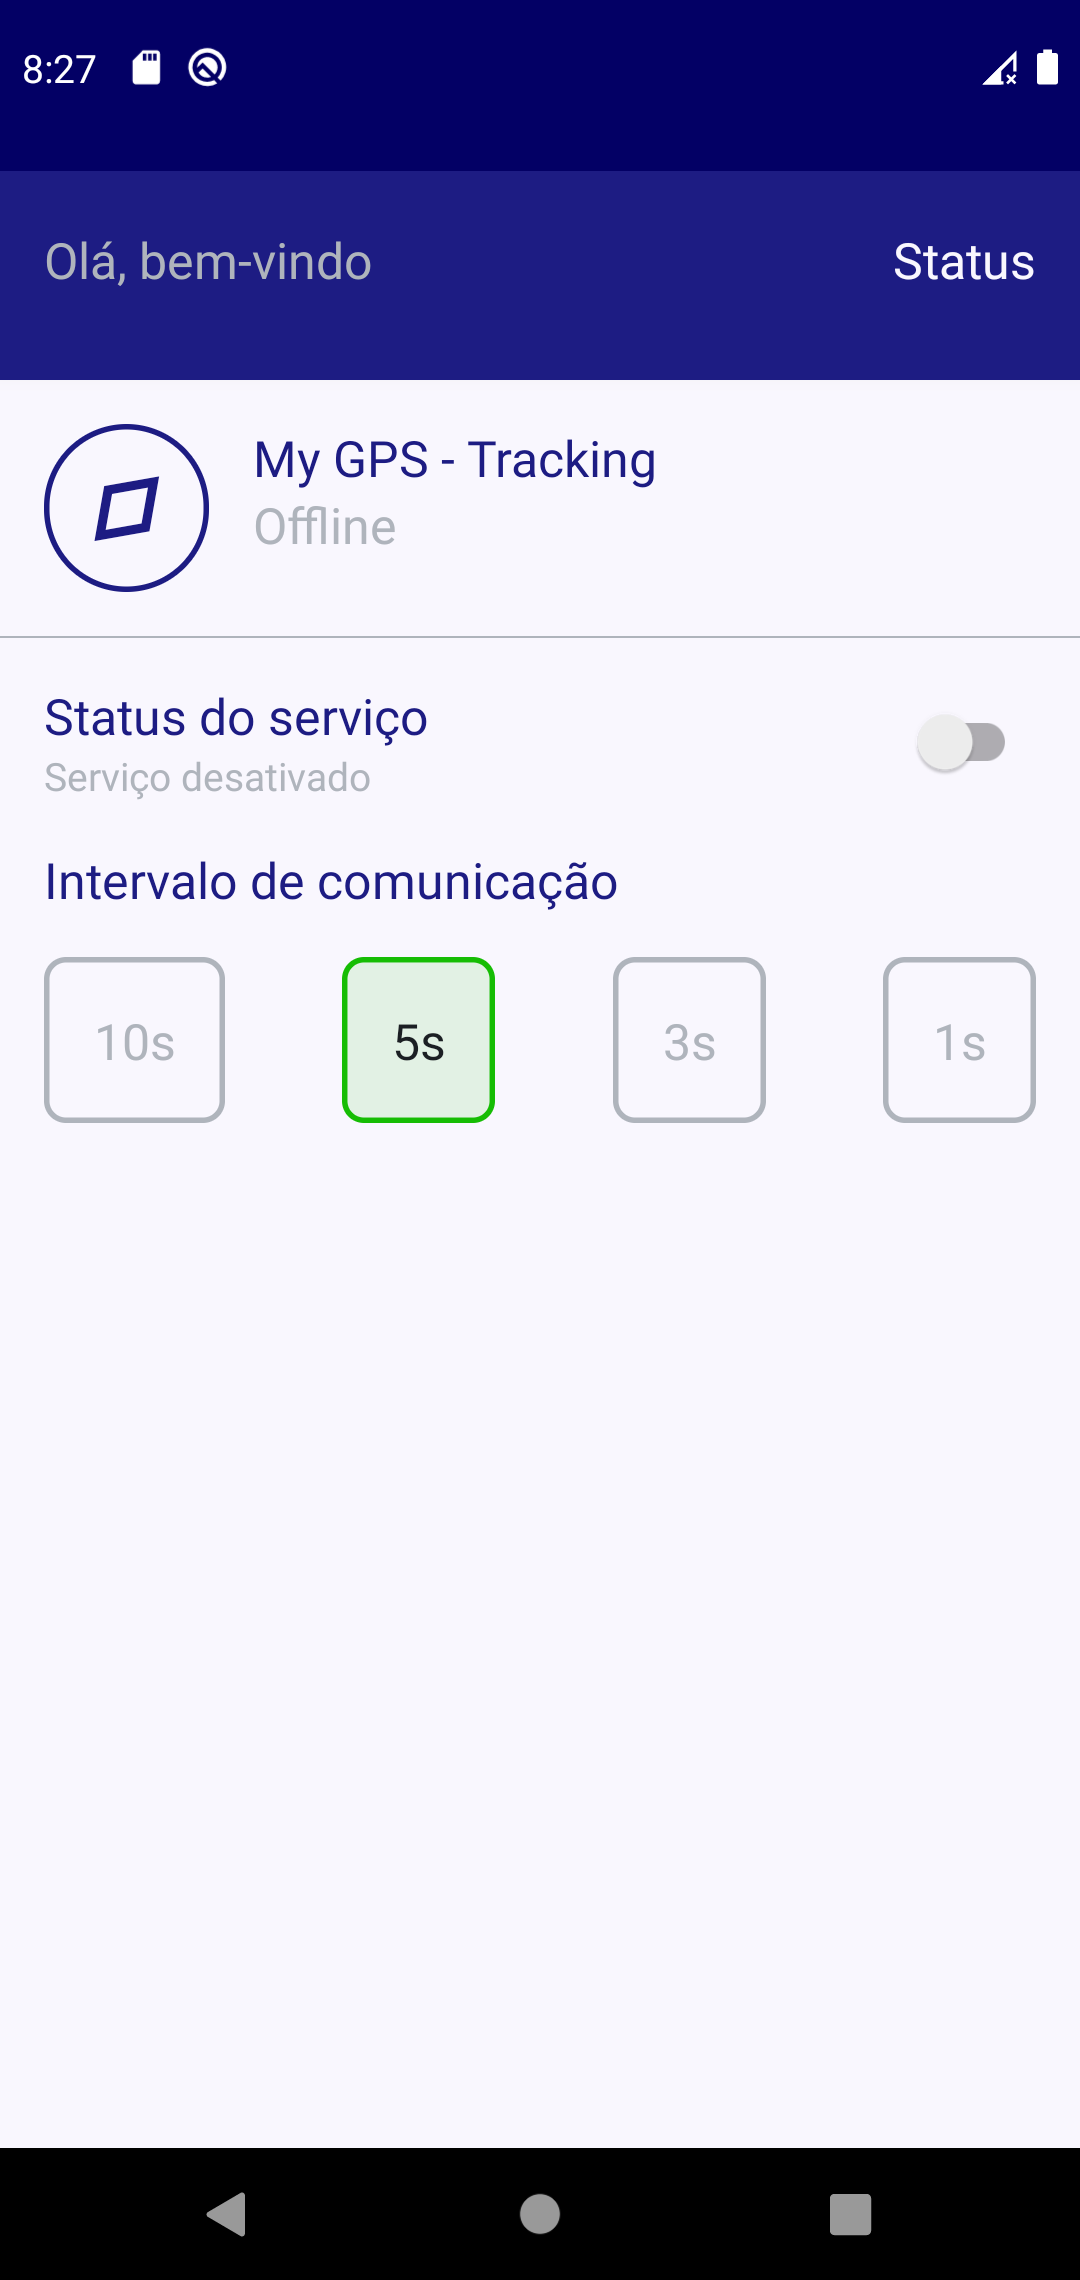 8:27
Olá, bem-vindo
Status
My GPS - Tracking
Offline
Status do serviço
Serviço desativado
Intervalo de comunicação
10s
5s
3s
1s